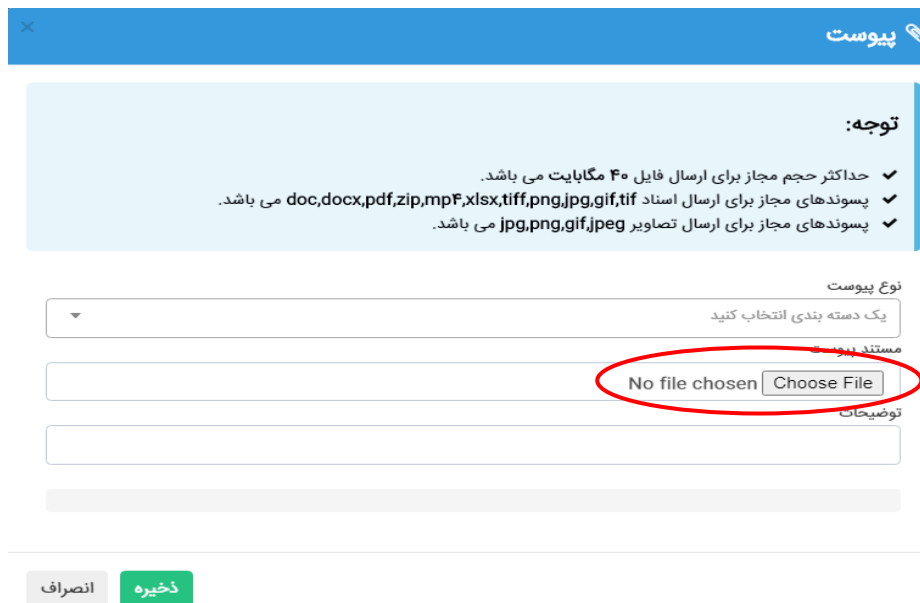 پیوست
توجه:
حداکثر حجم مجاز برای ارسال فایل ۴۰ مگابایت می باشد.
پسوندهای مجاز برای ارسال اسناد doc,docx,pdf,zip,mp۴,xlsx,tiff,png,jpg,gif,tif می باشد.
پسوندهای مجاز برای ارسال تصاویر jpg,png,gif,jpeg می باشد.
نوع پیوست
یک دسته بندی انتخاب کنید
مستند پیوست
Choose File No file chosen
توضیحات
ذخیره انصراف